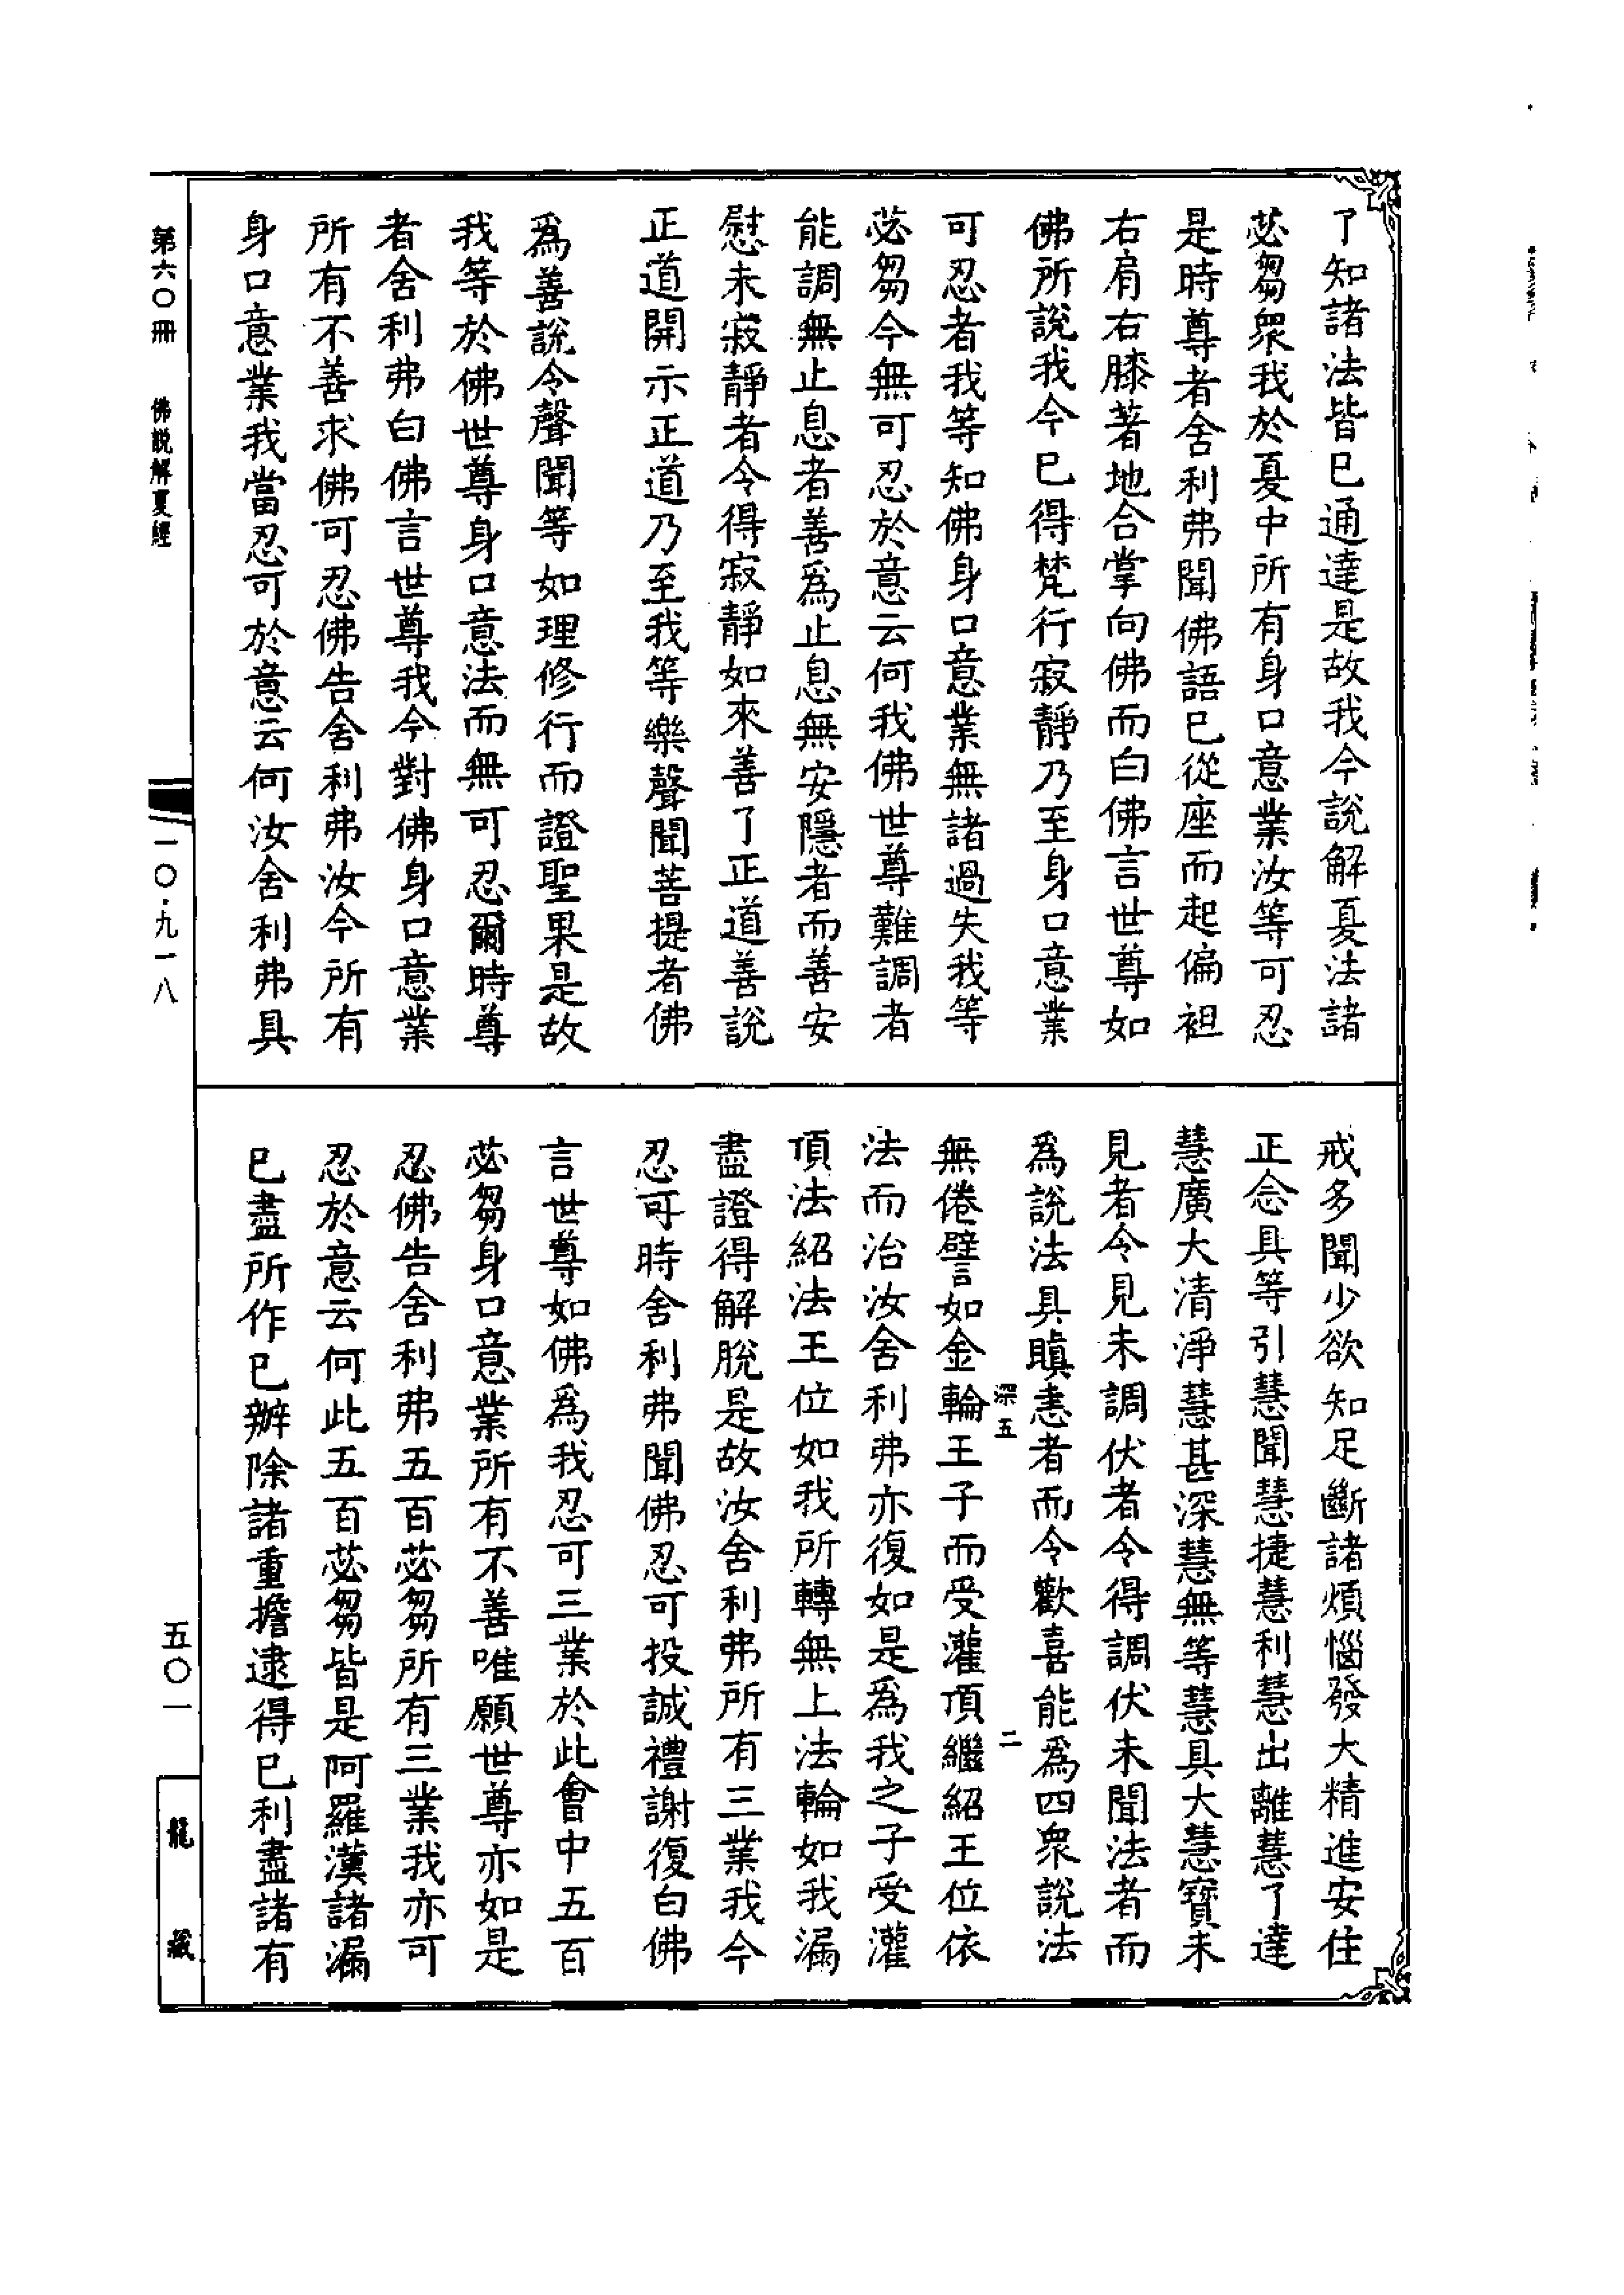 了知諸法皆已通達是故我今說解夏法諸
苾芻眾我於夏中所有身口意業汝等可忍
是時尊者舍利弗聞佛語已從座而起偏袒
右肩右膝著地合掌向佛而白佛言世尊如
佛所說我今已得梵行寂靜乃至身口意業
可忍者我等知佛身口意業無諸過失我等
苾芻今無可忍於意云何我佛世尊難調者
能調無止息者善為止息無安隱者而善安
慰未寂靜者令得寂靜如來善了正道善說
正道開示正道乃至我等樂聲聞菩提者佛
為善說令聲聞等如理修行而證聖果是故
我等於佛世尊身口意法而無可忍爾時尊
者舍利弗白佛言世尊我今對佛身口意業
所有不善求佛可忍佛告舍利弗汝今所有
身口意業我當忍可於意云何汝舍利弗具
戒多聞少欲知足斷諸煩惱發大精進安住
正念具等引慧聞慧捷慧利慧出離慧了達
慧廣大清淨慧甚深慧無等慧具大慧寶未
見者令見未調伏者令得調伏未聞法者而
為說法具瞋恚者而令歡喜能為四眾說法
深五 二
無倦譬如金輪王子而受灌頂繼紹王位依
法而治汝舍利弗亦復如是為我之子受灌
頂法紹法王位如我所轉無上法輪如我漏
盡證得解脫是故汝舍利弗所有三業我今
忍可時舍利弗聞佛忍可投誠禮謝復白佛
言世尊如佛為我忍可三業於此會中五百
苾芻身口意業所有不善唯願世尊亦如是
忍佛告舍利弗五百苾芻所有三業我亦可
忍於意云何此五百苾芻皆是阿羅漢諸漏
已盡所作已辦除諸重擔逮得已利盡諸有
第六〇冊 佛說解夏經
一〇·九一八
五〇一
龍藏